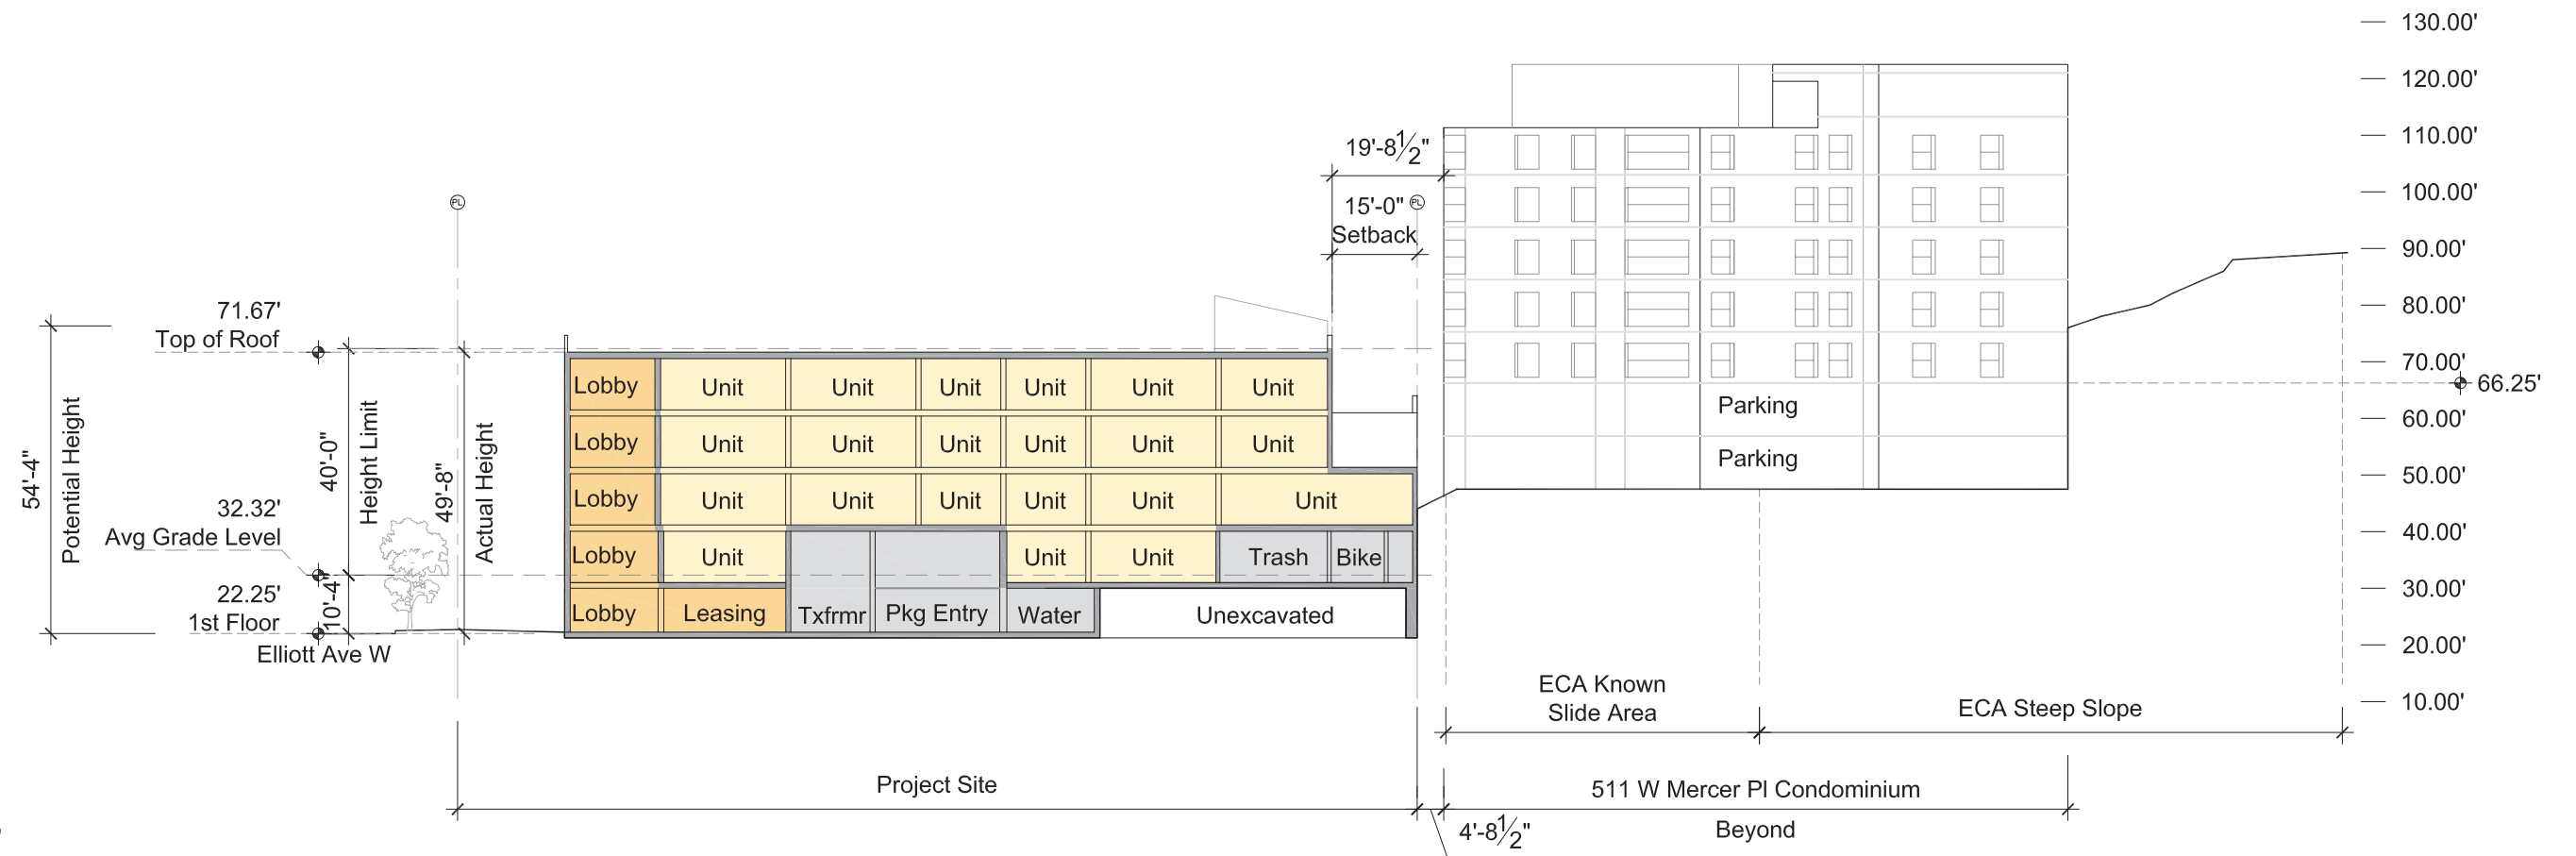 130.00'
120.00'
110.00'
100.00'
90.00'
80.00'
70.00'
66.25'
60.00'
50.00'
40.00'
30.00'
20.00'
10.00'
19'-8½"
15'-0" PL
Setback
PL
71.67'
Top of Roof
54'-4"
Potential Height
40'-0"
Height Limit
49'-8"
Actual Height
32.32'
Avg Grade Level
22.25'
1st Floor
10'-4"
Elliott Ave W
Lobby Unit Unit Unit Unit Unit Unit
Lobby Unit Unit Unit Unit Unit Unit
Lobby Unit Unit Unit Unit Unit Unit
Lobby Unit Unit Unit Trash Bike
Lobby Leasing Txfrmr Pkg Entry Water Unexcavated
Parking
Parking
ECA Known
Slide Area
ECA Steep Slope
Project Site
511 W Mercer Pl Condominium
Beyond
4'-8½"